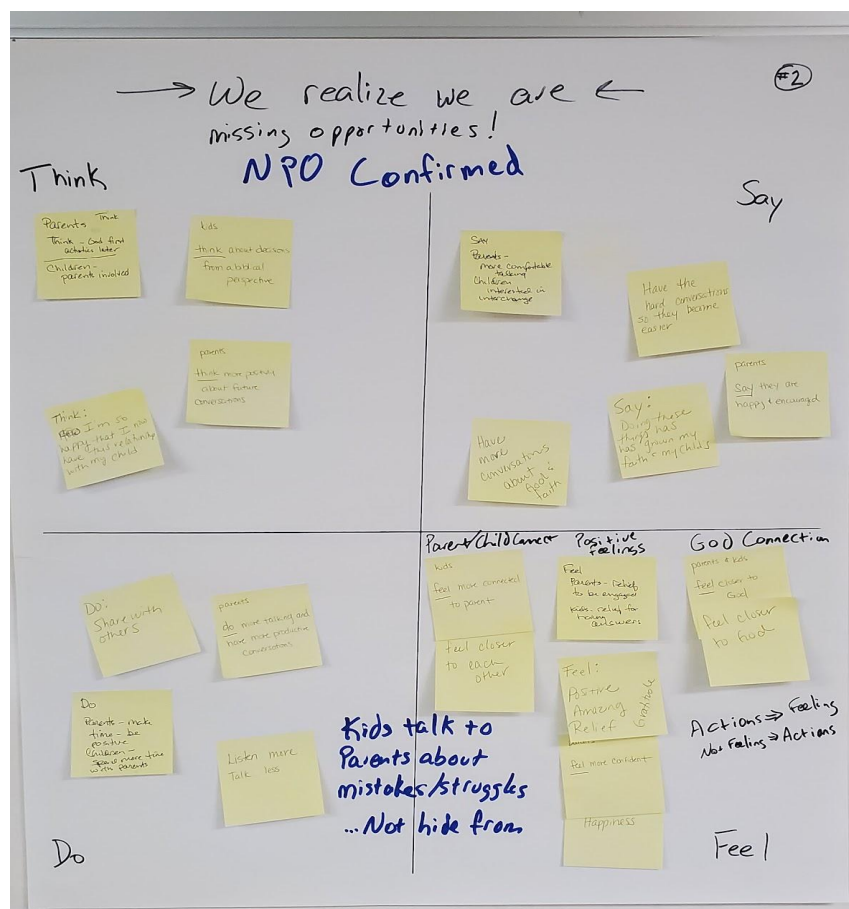 #2
→ We realize we are ←
missing opportunities!
NPO Confirmed
Think
Parents Think
Think - God first
activities later
Children -
parents involved
kids
think about decisions
from a biblical
perspective
parents
think more positively
about future
conversations
Think:
I'm so
happy that I now
have this relationship
with my child
Say
SAY
Parents -
more comfortable
talking
Children
interested in
interchange
Have the
hard conversations
so they become
easier
parents
Say they are
happy & encouraged
Say:
Doing these
things has
has grown my
faith & my childs
Have
more
conversations
about
God &
faith
Do:
Share with
others
parents
do more talking and
have more productive
conversations
Do
Parents - make
time - be
positive
Children -
spend more time
with parents
Listen more
Talk less
Kids talk to
Parents about
mistakes/struggles
...Not hide from
Do
Parent/Child Connect
kids
feel more connected
to parent
feel closer
to each
other
Positive
Feelings
Feel
Parents - relief
to be engaged
Kids - relief for
answers
Feel:
Postive
Amazing
Relief
Gratitude
feel more confident
Happiness
God Connection
parents & kids
feel closer to
God
feel closer
to God
Actions ⇒ Feeling
Not Feeling ⇒ Actions
Feel